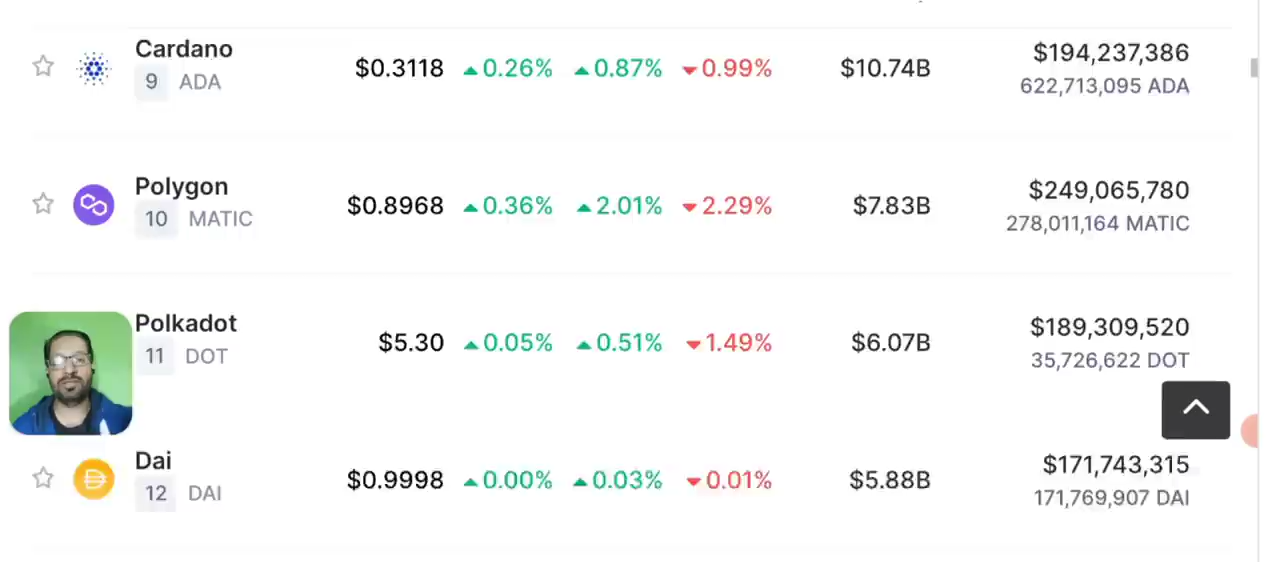 Cardano
9 ADA
$0.3118 0.26% 0.87% 0.99% $10.74B
$194,237,386
622,713,095 ADA
Polygon
10 MATIC
$0.8968 0.36% 2.01% 2.29% $7.83B
$249,065,780
278,011,164 MATIC
Polkadot
11 DOT
$5.30 0.05% 0.51% 1.49% $6.07B
$189,309,520
35,726,622 DOT
Dai
12 DAI
$0.9998 0.00% 0.03% 0.01% $5.88B
$171,743,315
171,769,907 DAI